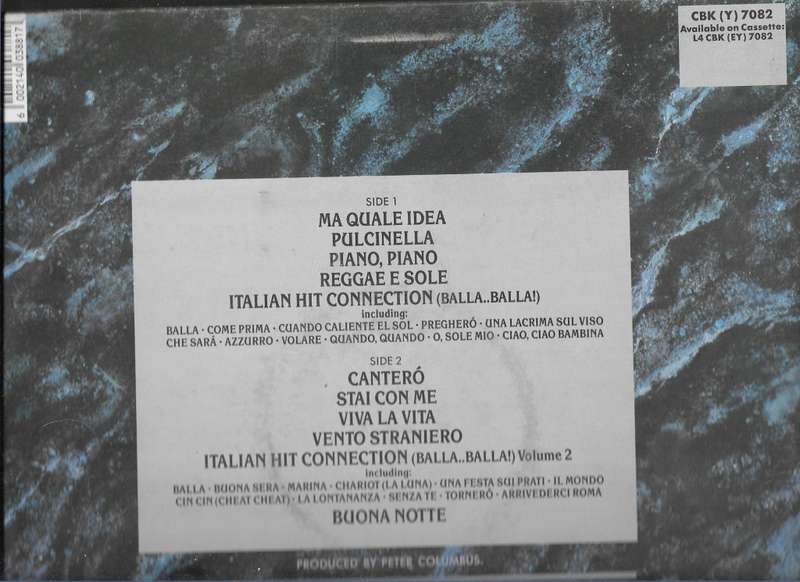 6 002140 038817
CBK (Y) 7082
Available on Cassette:
L4 CBK (EY) 7082
SIDE 1
MA QUALE IDEA
PULCINELLA
PIANO, PIANO
REGGAE E SOLE
ITALIAN HIT CONNECTION (BALLA..BALLA!)
including:
BALLA · COME PRIMA · CUANDO CALIENTE EL SOL · PREGHERÓ · UNA LACRIMA SUL VISO
CHE SARÁ · AZZURRO · VOLARE · QUANDO, QUANDO · O, SOLE MIO · CIAO, CIAO BAMBINA
SIDE 2
CANTERÓ
STAI CON ME
VIVA LA VITA
VENTO STRANIERO
ITALIAN HIT CONNECTION (BALLA..BALLA!) Volume 2
including:
BALLA · BUONA SERA · MARINA · CHARIOT (LA LUNA) · UNA FESTA SUI PRATI · IL MONDO
CIN CIN (CHEAT CHEAT) · LA LONTANANZA · SENZA TE · TORNERÓ · ARRIVEDERCI ROMA
BUONA NOTTE
PRODUCED BY PETER COLUMBUS.